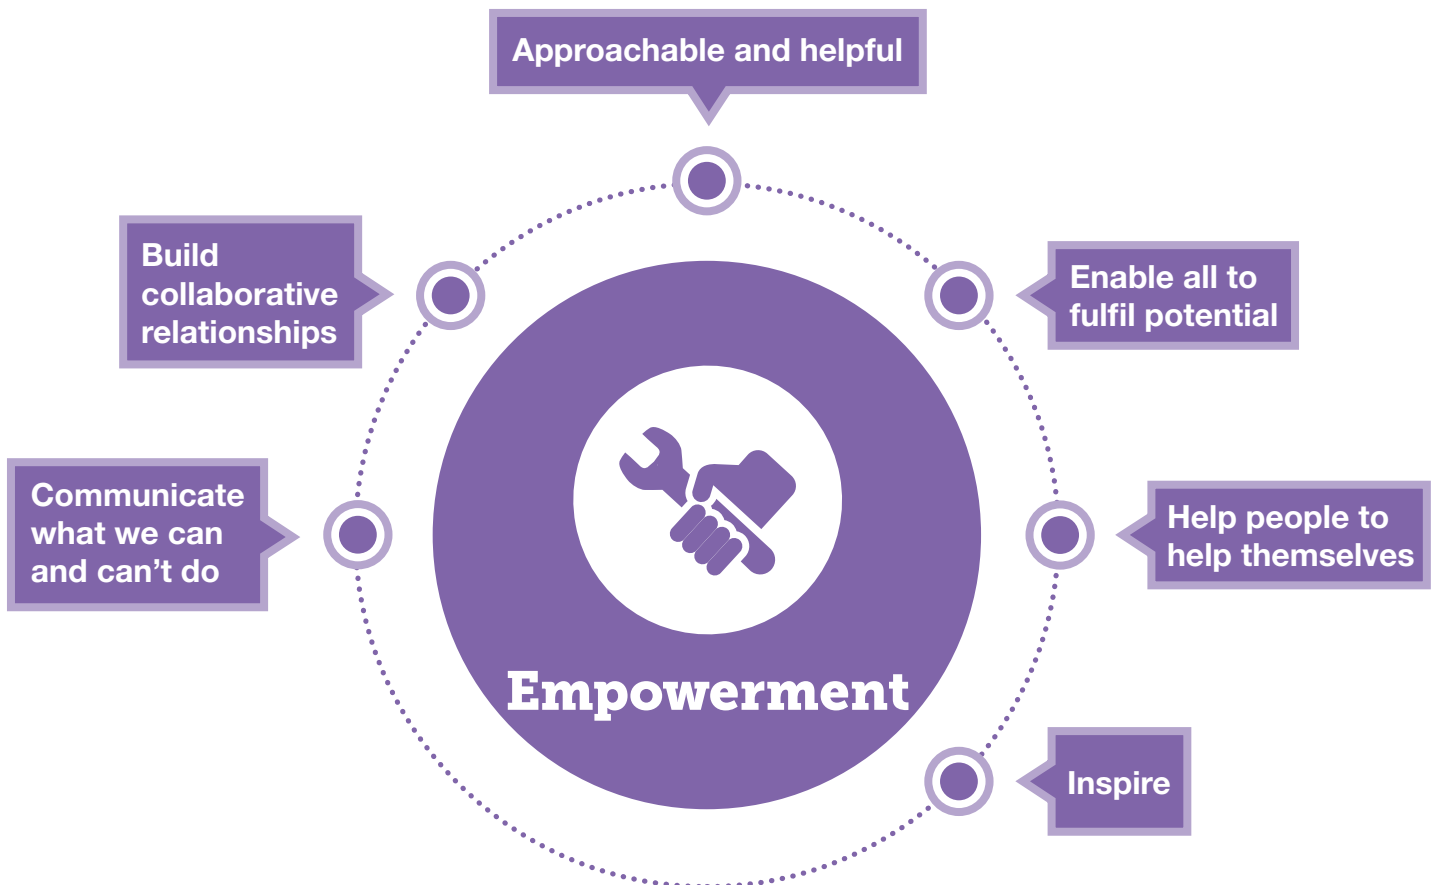 Approachable and helpful
Build
collaborative
relationships
Enable all to
fulfil potential
Communicate
what we can
and can’t do
Help people to
help themselves
Empowerment
Inspire